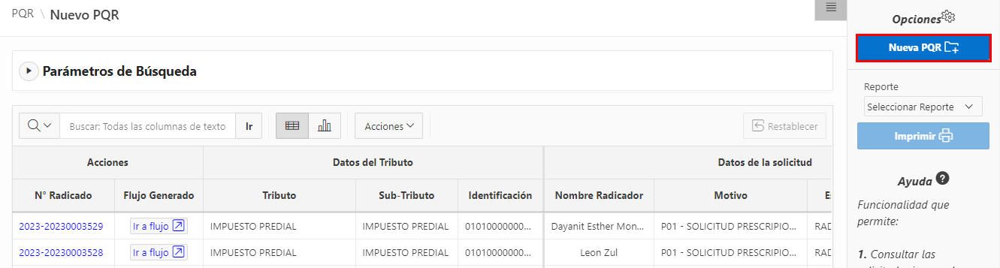 PQR \ Nuevo PQR
Parámetros de Búsqueda
Buscar: Todas las columnas de texto
Ir
Acciones
Restablecer
Acciones Datos del Tributo Datos de la solicitud
N° Radicado Flujo Generado Tributo Sub-Tributo Identificación Nombre Radicador Motivo Es
2023-20230003529 Ir a flujo IMPUESTO PREDIAL IMPUESTO PREDIAL 01010000000... Dayanit Esther Mon... P01 - SOLICITUD PRESCRIPIO... RAD
2023-20230003528 Ir a flujo IMPUESTO PREDIAL IMPUESTO PREDIAL 01010000000... Leon Zul P01 - SOLICITUD PRESCRIPIO... RAD
Opciones
Nueva PQR
Reporte
Seleccionar Reporte
Imprimir
Ayuda
Funcionalidad que
permite:
1. Consultar las